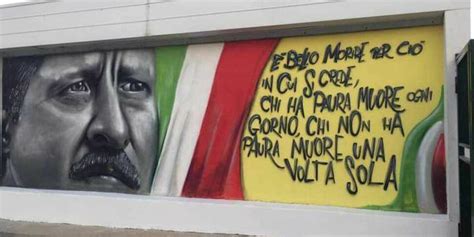 È BELLO MORIRE PER CIÒ
IN CUI SI CREDE,
CHI HA PAURA MUORE OGNI
GIORNO, CHI NON HA
PAURA MUORE UNA
VOLTA SOLA